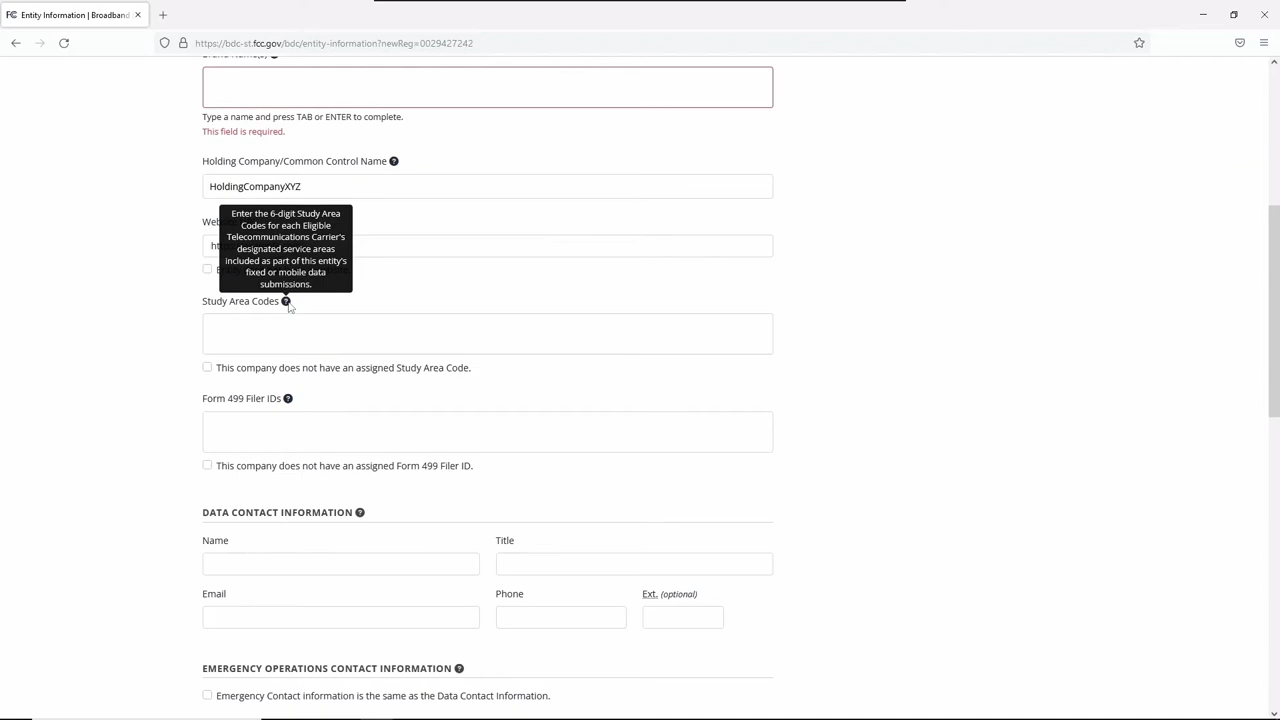 Entity Information | Broadband
https://bdc-st.fcc.gov/bdc/entity-information?newReg=0029427242
Type a name and press TAB or ENTER to complete.
This field is required.
Holding Company/Common Control Name
HoldingCompanyXYZ
Enter the 6-digit Study Area
Codes for each Eligible
Telecommunications Carrier's
designated service areas
included as part of this entity's
fixed or mobile data
submissions.
Study Area Codes
This company does not have an assigned Study Area Code.
Form 499 Filer IDs
This company does not have an assigned Form 499 Filer ID.
DATA CONTACT INFORMATION
Name Title
Email Phone Ext. (optional)
EMERGENCY OPERATIONS CONTACT INFORMATION
Emergency Contact information is the same as the Data Contact Information.